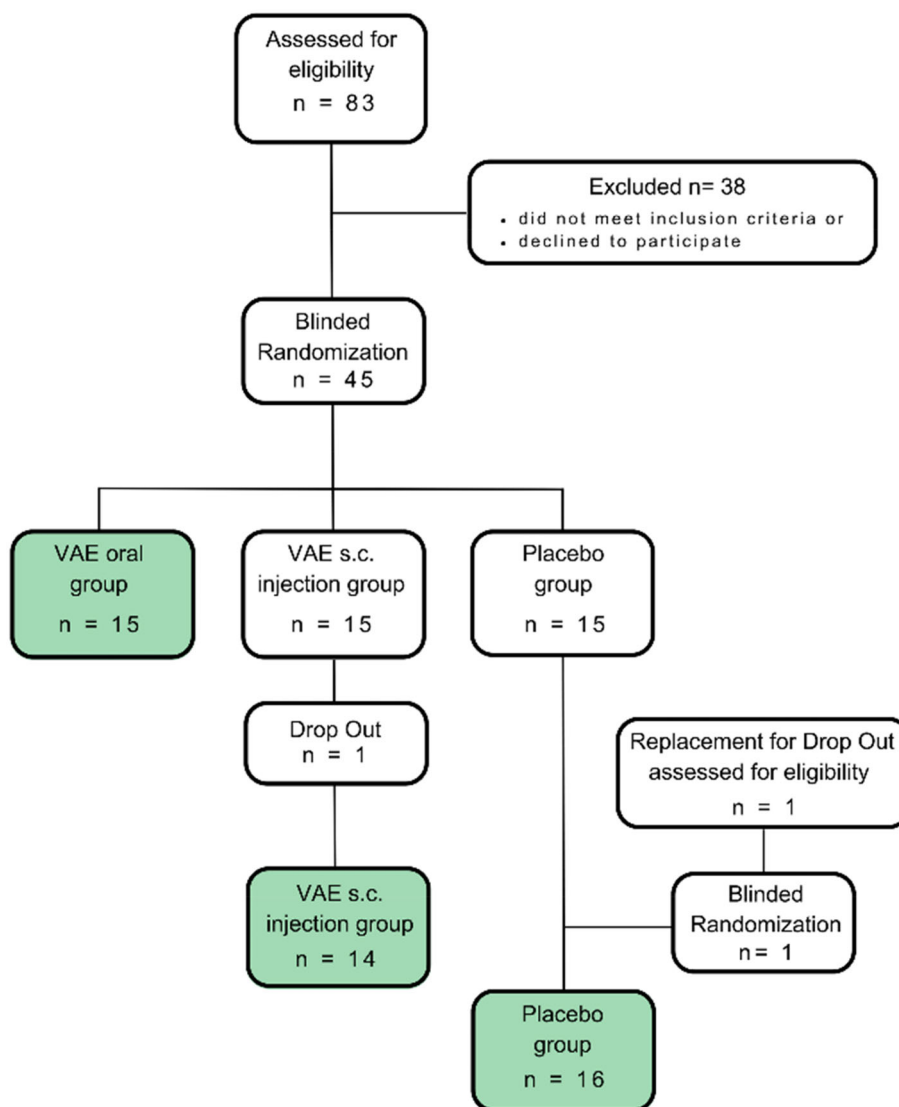 Assessed for
eligibility
n = 83
Excluded n= 38
• did not meet inclusion criteria or
• declined to participate
Blinded
Randomization
n = 45
VAE oral
group
n = 15
VAE s.c.
injection group
n = 15
Placebo
group
n = 15
Drop Out
n = 1
Replacement for Drop Out
assessed for eligibility
n = 1
VAE s.c.
injection group
n = 14
Blinded
Randomization
n= 1
Placebo
group
n = 16